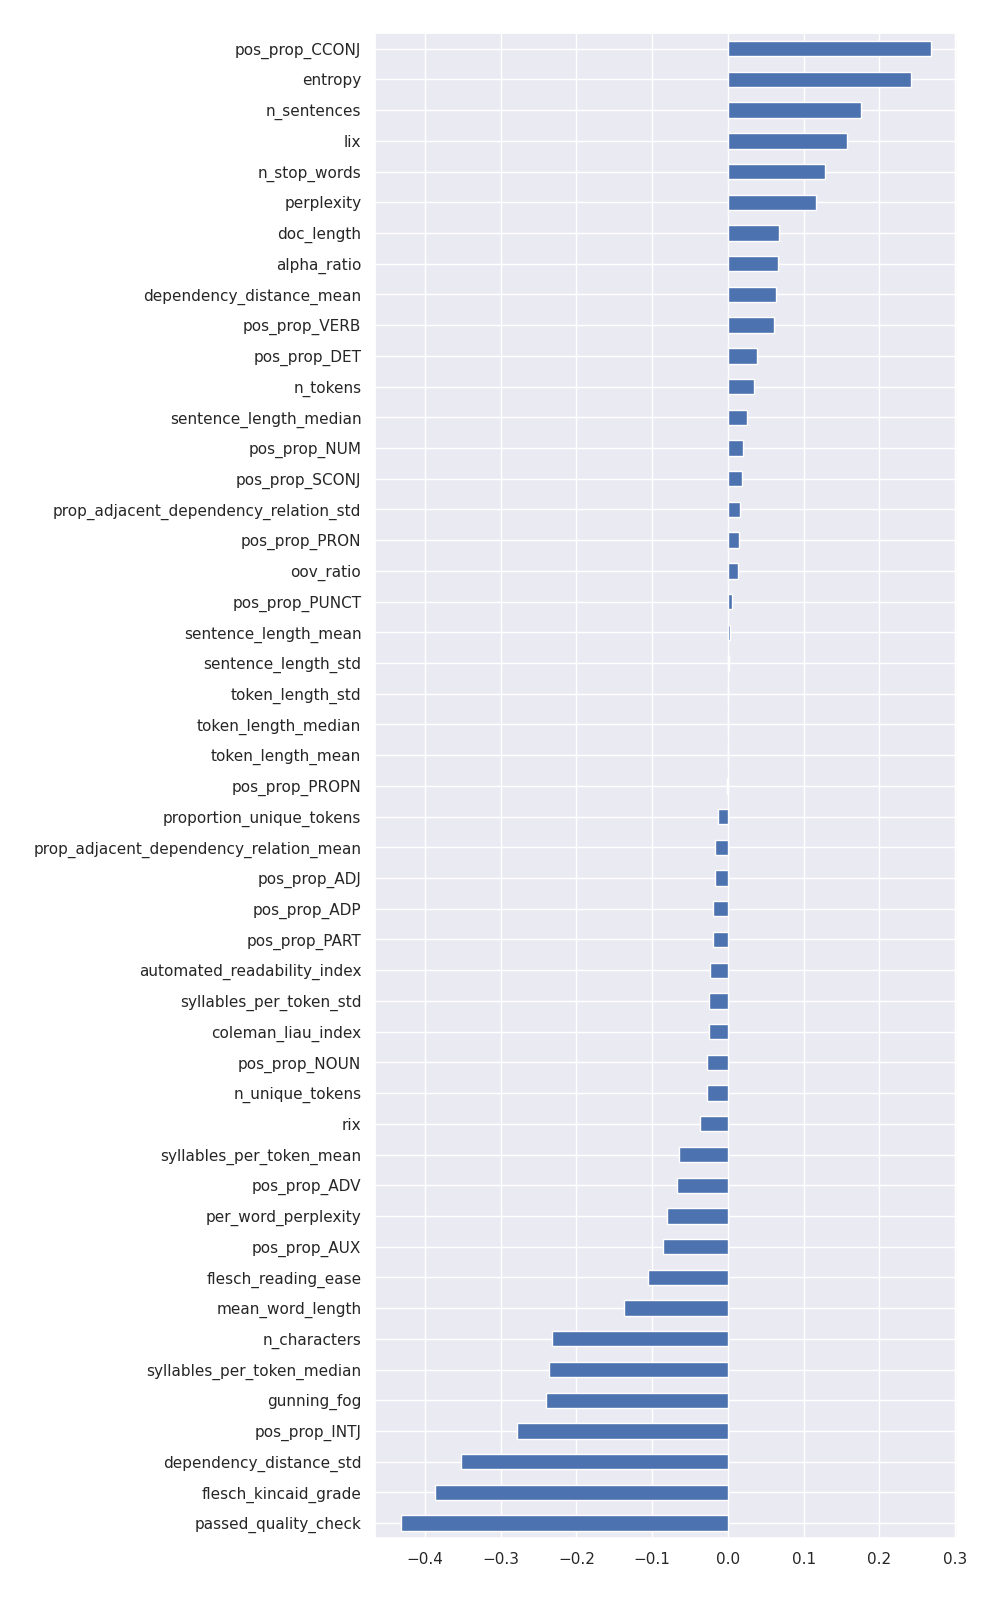 pos_prop_CCONJ
entropy
n_sentences
lix
n_stop_words
perplexity
doc_length
alpha_ratio
dependency_distance_mean
pos_prop_VERB
pos_prop_DET
n_tokens
sentence_length_median
pos_prop_NUM
pos_prop_SCONJ
prop_adjacent_dependency_relation_std
pos_prop_PRON
oov_ratio
pos_prop_PUNCT
sentence_length_mean
sentence_length_std
token_length_std
token_length_median
token_length_mean
pos_prop_PROPN
proportion_unique_tokens
prop_adjacent_dependency_relation_mean
pos_prop_ADJ
pos_prop_ADP
pos_prop_PART
automated_readability_index
syllables_per_token_std
coleman_liau_index
pos_prop_NOUN
n_unique_tokens
rix
syllables_per_token_mean
pos_prop_ADV
per_word_perplexity
pos_prop_AUX
flesch_reading_ease
mean_word_length
n_characters
syllables_per_token_median
gunning_fog
pos_prop_INTJ
dependency_distance_std
flesch_kincaid_grade
passed_quality_check
−0.4 −0.3 −0.2 −0.1 0.0 0.1 0.2 0.3